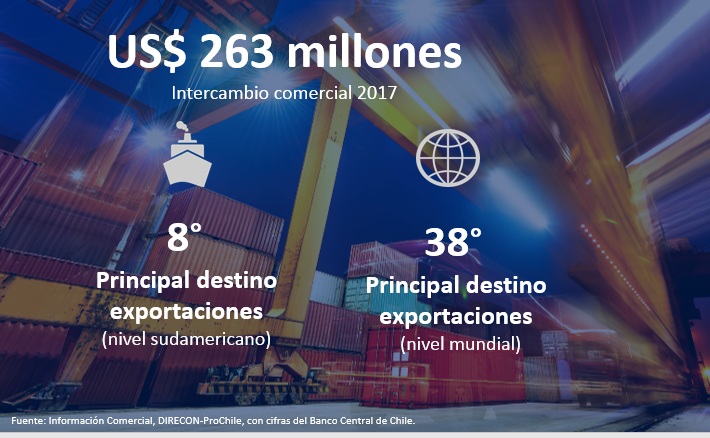 US$ 263 millones
Intercambio comercial 2017
8°
Principal destino
exportaciones
(nivel sudamericano)
38°
Principal destino
exportaciones
(nivel mundial)
Fuente: Información Comercial, DIRECON-ProChile, con cifras del Banco Central de Chile.